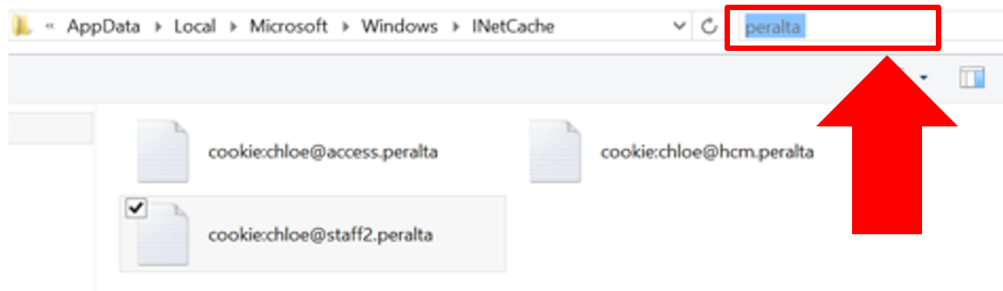 « AppData Local Microsoft Windows INetCache peralta
cookie:chloe@access.peralta cookie:chloe@hcm.peralta
cookie:chloe@staff2.peralta